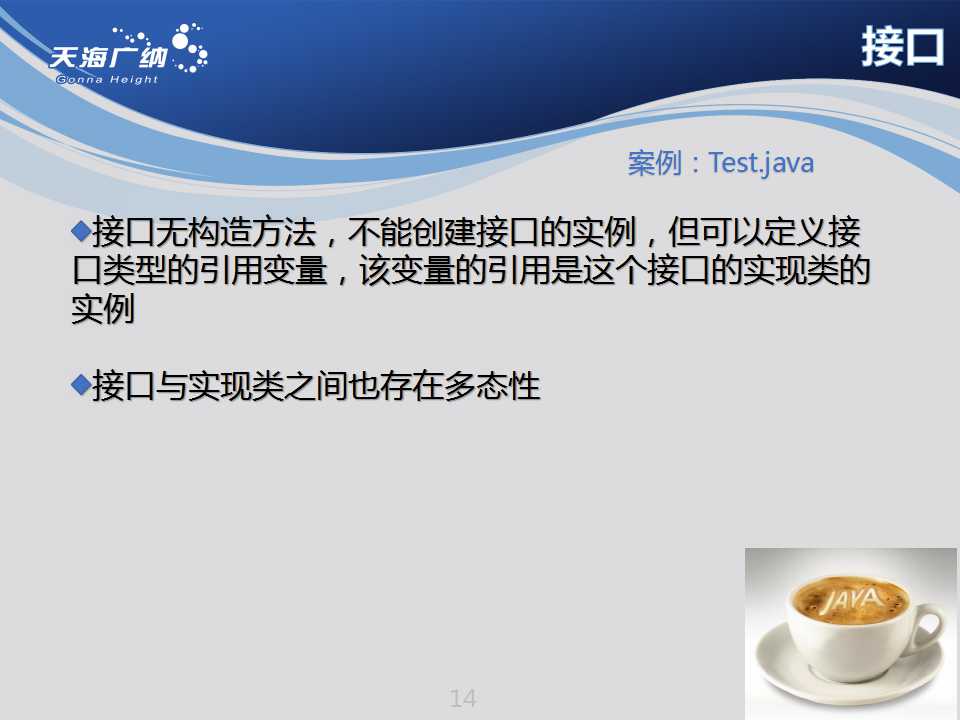 接口
天海广纳
Gonna Height
案例：Test.java
接口无构造方法，不能创建接口的实例，但可以定义接
口类型的引用变量，该变量的引用是这个接口的实现类的
实例
接口与实现类之间也存在多态性
JAVA
14